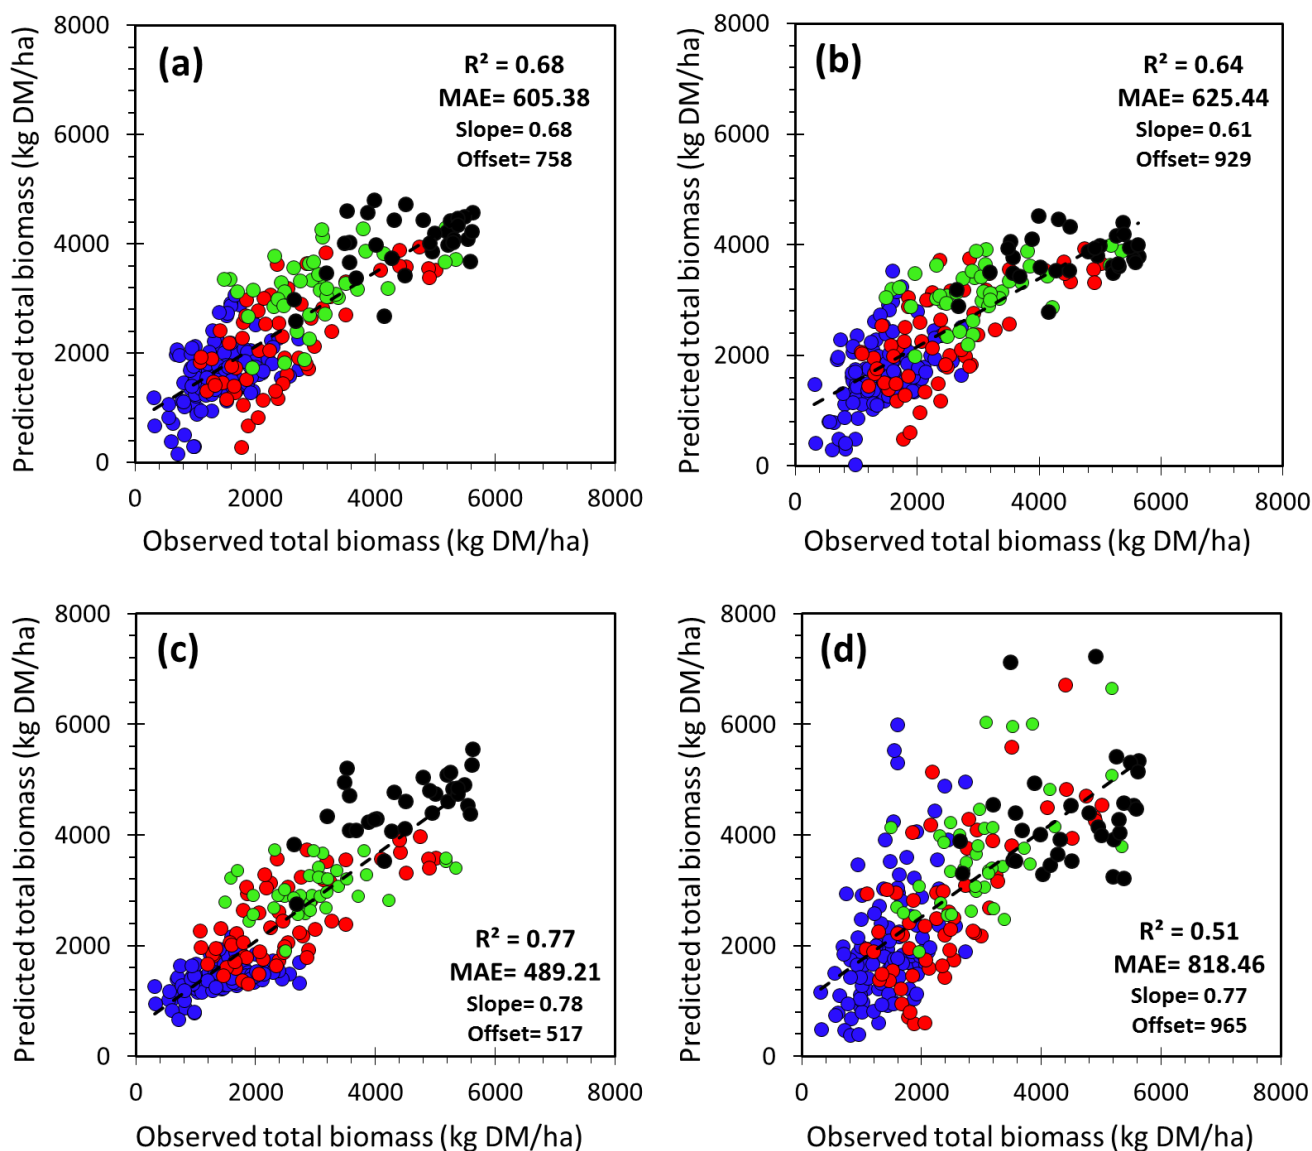 8000
6000
4000
2000
0
Predicted total biomass (kg DM/ha)
(a)
R² = 0.68
MAE= 605.38
Slope= 0.68
Offset= 758
0 2000 4000 6000 8000
Observed total biomass (kg DM/ha)
8000
6000
4000
2000
0
Predicted total biomass (kg DM/ha)
(b)
R² = 0.64
MAE= 625.44
Slope= 0.61
Offset= 929
0 2000 4000 6000 8000
Observed total biomass (kg DM/ha)
8000
6000
4000
2000
0
Predicted total biomass (kg DM/ha)
(c)
R² = 0.77
MAE= 489.21
Slope= 0.78
Offset= 517
0 2000 4000 6000 8000
Observed total biomass (kg DM/ha)
8000
6000
4000
2000
0
Predicted total biomass (kg DM/ha)
(d)
R² = 0.51
MAE= 818.46
Slope= 0.77
Offset= 965
0 2000 4000 6000 8000
Observed total biomass (kg DM/ha)